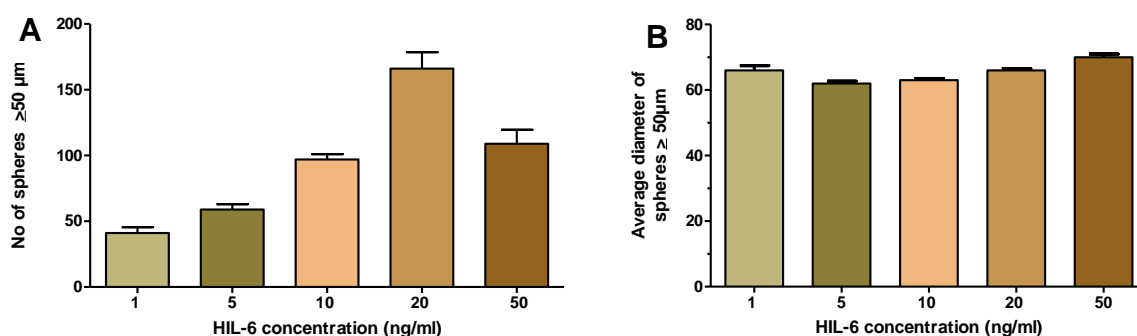 A
No of spheres ≥50 µm
200
150
100
50
0
1 5 10 20 50
HIL-6 concentration (ng/ml)
B
Average diameter of
spheres ≥ 50µm
80
60
40
20
0
1 5 10 20 50
HIL-6 concentration (ng/ml)